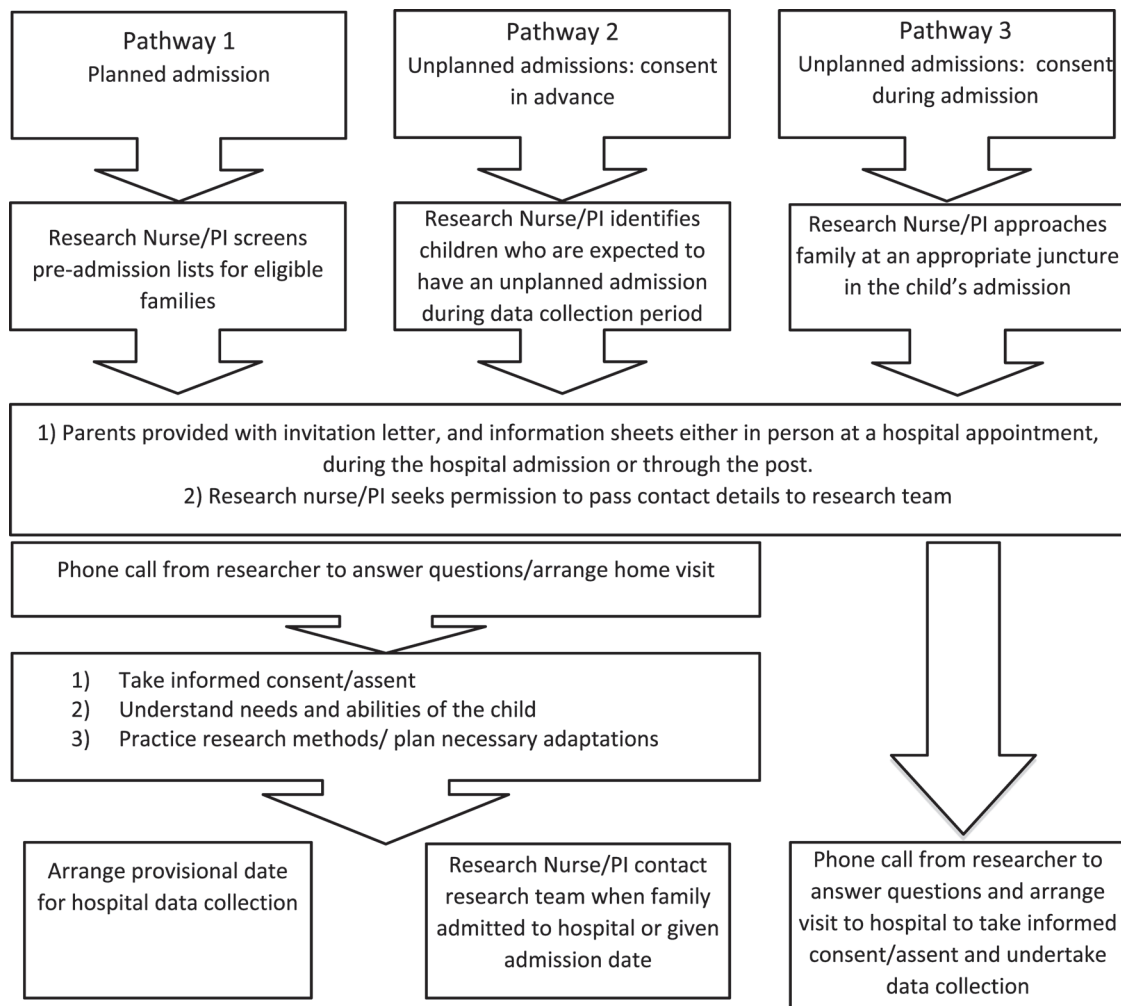 Pathway 1
Planned admission
Pathway 2
Unplanned admissions: consent
in advance
Pathway 3
Unplanned admissions: consent
during admission
Research Nurse/PI screens
pre-admission lists for eligible
families
Research Nurse/PI identifies
children who are expected to
have an unplanned admission
during data collection period
Research Nurse/PI approaches
family at an appropriate juncture
in the child’s admission
1) Parents provided with invitation letter, and information sheets either in person at a hospital appointment,
during the hospital admission or through the post.
2) Research nurse/PI seeks permission to pass contact details to research team
Phone call from researcher to answer questions/arrange home visit
1) Take informed consent/assent
2) Understand needs and abilities of the child
3) Practice research methods/ plan necessary adaptations
Arrange provisional date
for hospital data collection
Research Nurse/PI contact
research team when family
admitted to hospital or given
admission date
Phone call from researcher to
answer questions and arrange
visit to hospital to take informed
consent/assent and undertake
data collection